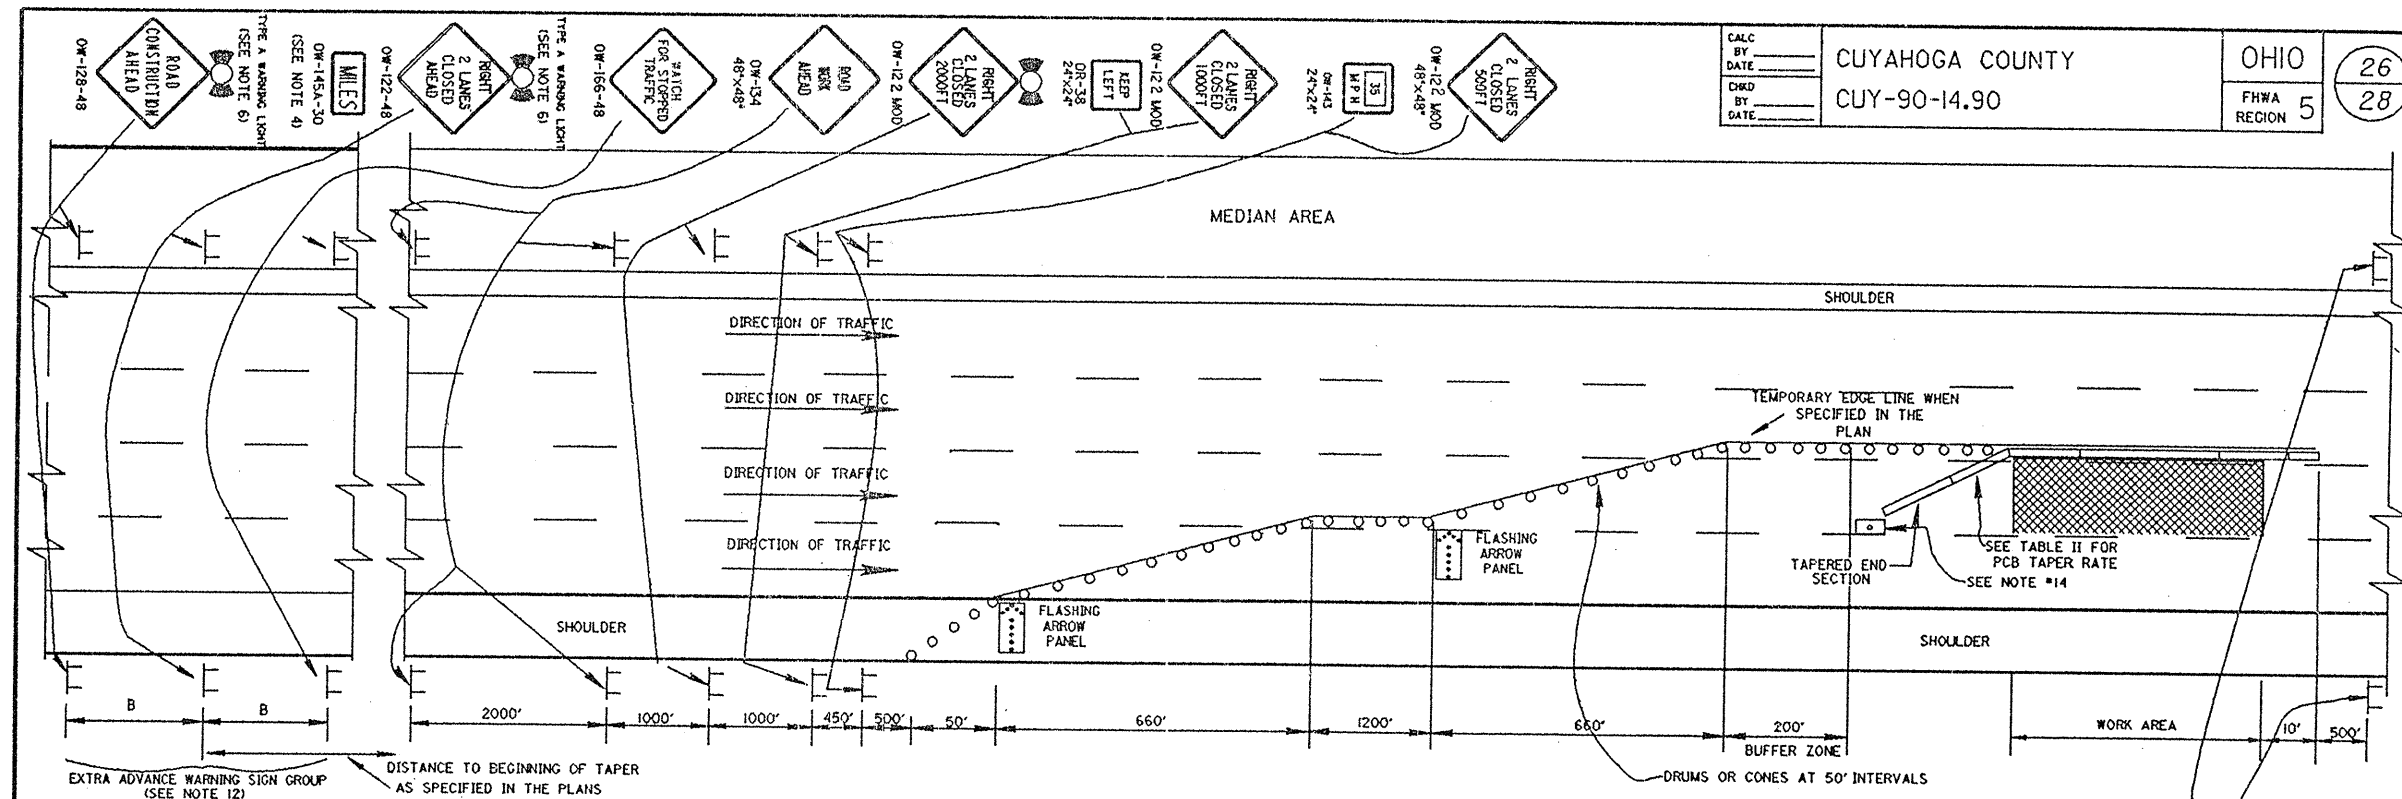 OW-128-48
ROAD
CONSTRUCTION
AHEAD
TYPE A WARNING LIGHT
(SEE NOTE 6)
OW-145A-30
(SEE NOTE 4)
MILES
OW-122-48
RIGHT
2 LANES
CLOSED
AHEAD
TYPE A WARNING LIGHT
(SEE NOTE 6)
OW-166-48
WATCH
FOR STOPPED
TRAFFIC
OW-134
48"x48"
ROAD
WORK
AHEAD
OW-122 MOD
RIGHT
2 LANES
CLOSED
2000FT
DR-38
24"x24"
KEEP
LEFT
OW-122 MOD
RIGHT
2 LANES
CLOSED
1000FT
OW-143
24"x24"
35
MPH
OW-122 MOD
48"x48"
RIGHT
2 LANES
CLOSED
500FT
CALC
BY
DATE
CHKD
BY
DATE
CUYAHOGA COUNTY
CUY-90-14.90
OHIO
FHWA
REGION 5
26
28
MEDIAN AREA
SHOULDER
DIRECTION OF TRAFFIC
DIRECTION OF TRAFFIC
DIRECTION OF TRAFFIC
DIRECTION OF TRAFFIC
TEMPORARY EDGE LINE WHEN
SPECIFIED IN THE
PLAN
FLASHING
ARROW
PANEL
FLASHING
ARROW
PANEL
TAPERED END
SECTION
SEE TABLE II FOR
PCB TAPER RATE
SEE NOTE #14
SHOULDER
SHOULDER
B
B
2000'
1000'
1000'
450'
500'
50'
660'
1200'
660'
200'
BUFFER ZONE
WORK AREA
10'
500'
EXTRA ADVANCE WARNING SIGN GROUP
(SEE NOTE 12)
DISTANCE TO BEGINNING OF TAPER
AS SPECIFIED IN THE PLANS
DRUMS OR CONES AT 50' INTERVALS